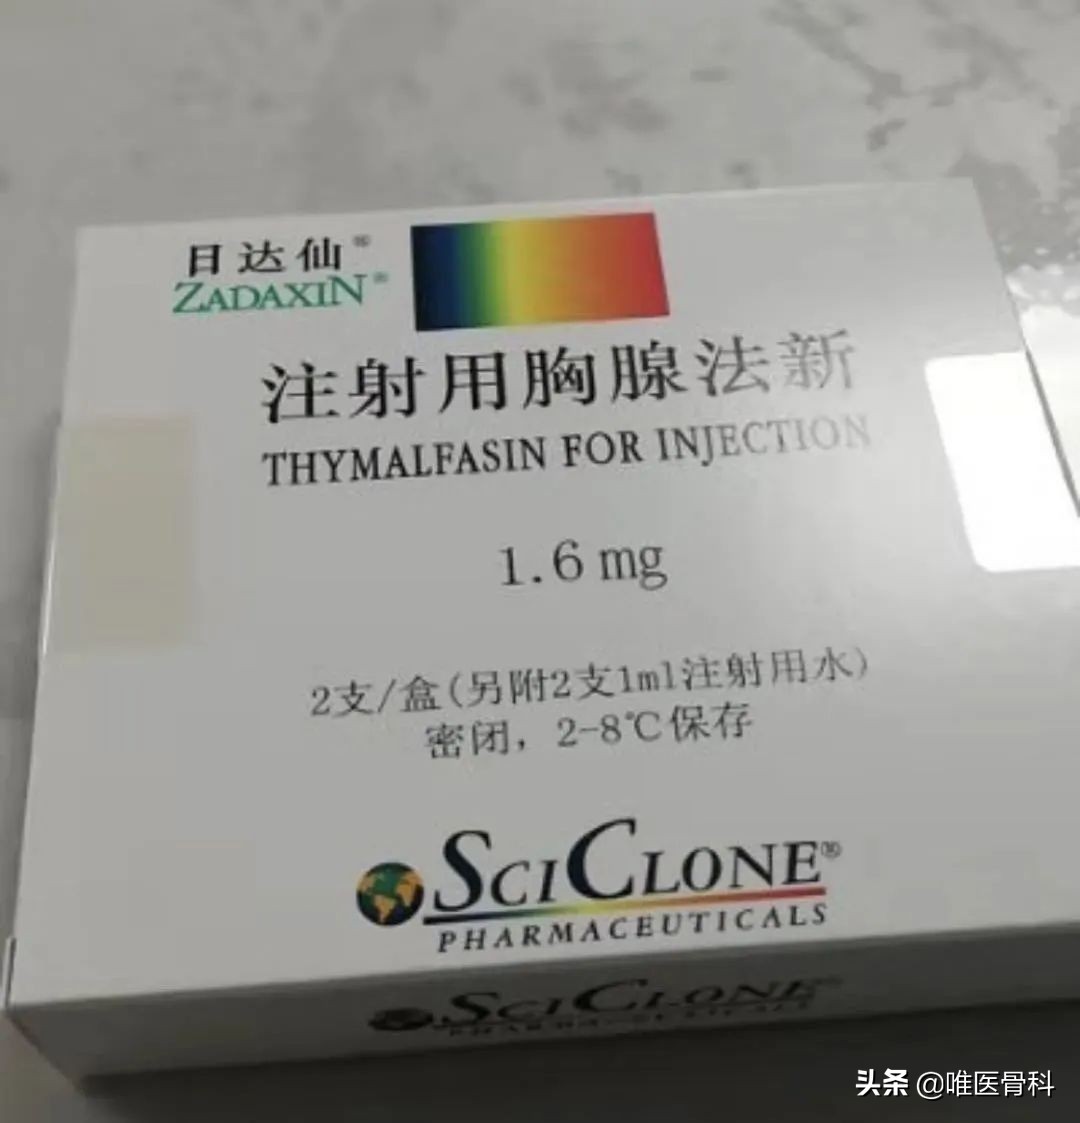 日达仙®
ZADAXIN®
注射用胸腺法新
THYMALFASIN FOR INJECTION
1.6 mg
2支/盒(另附2支1ml注射用水)
密闭, 2-8℃保存
SCICLONE®
PHARMACEUTICALS
SCICLONE
PHARMACEUTICALS
头条 @唯医骨科